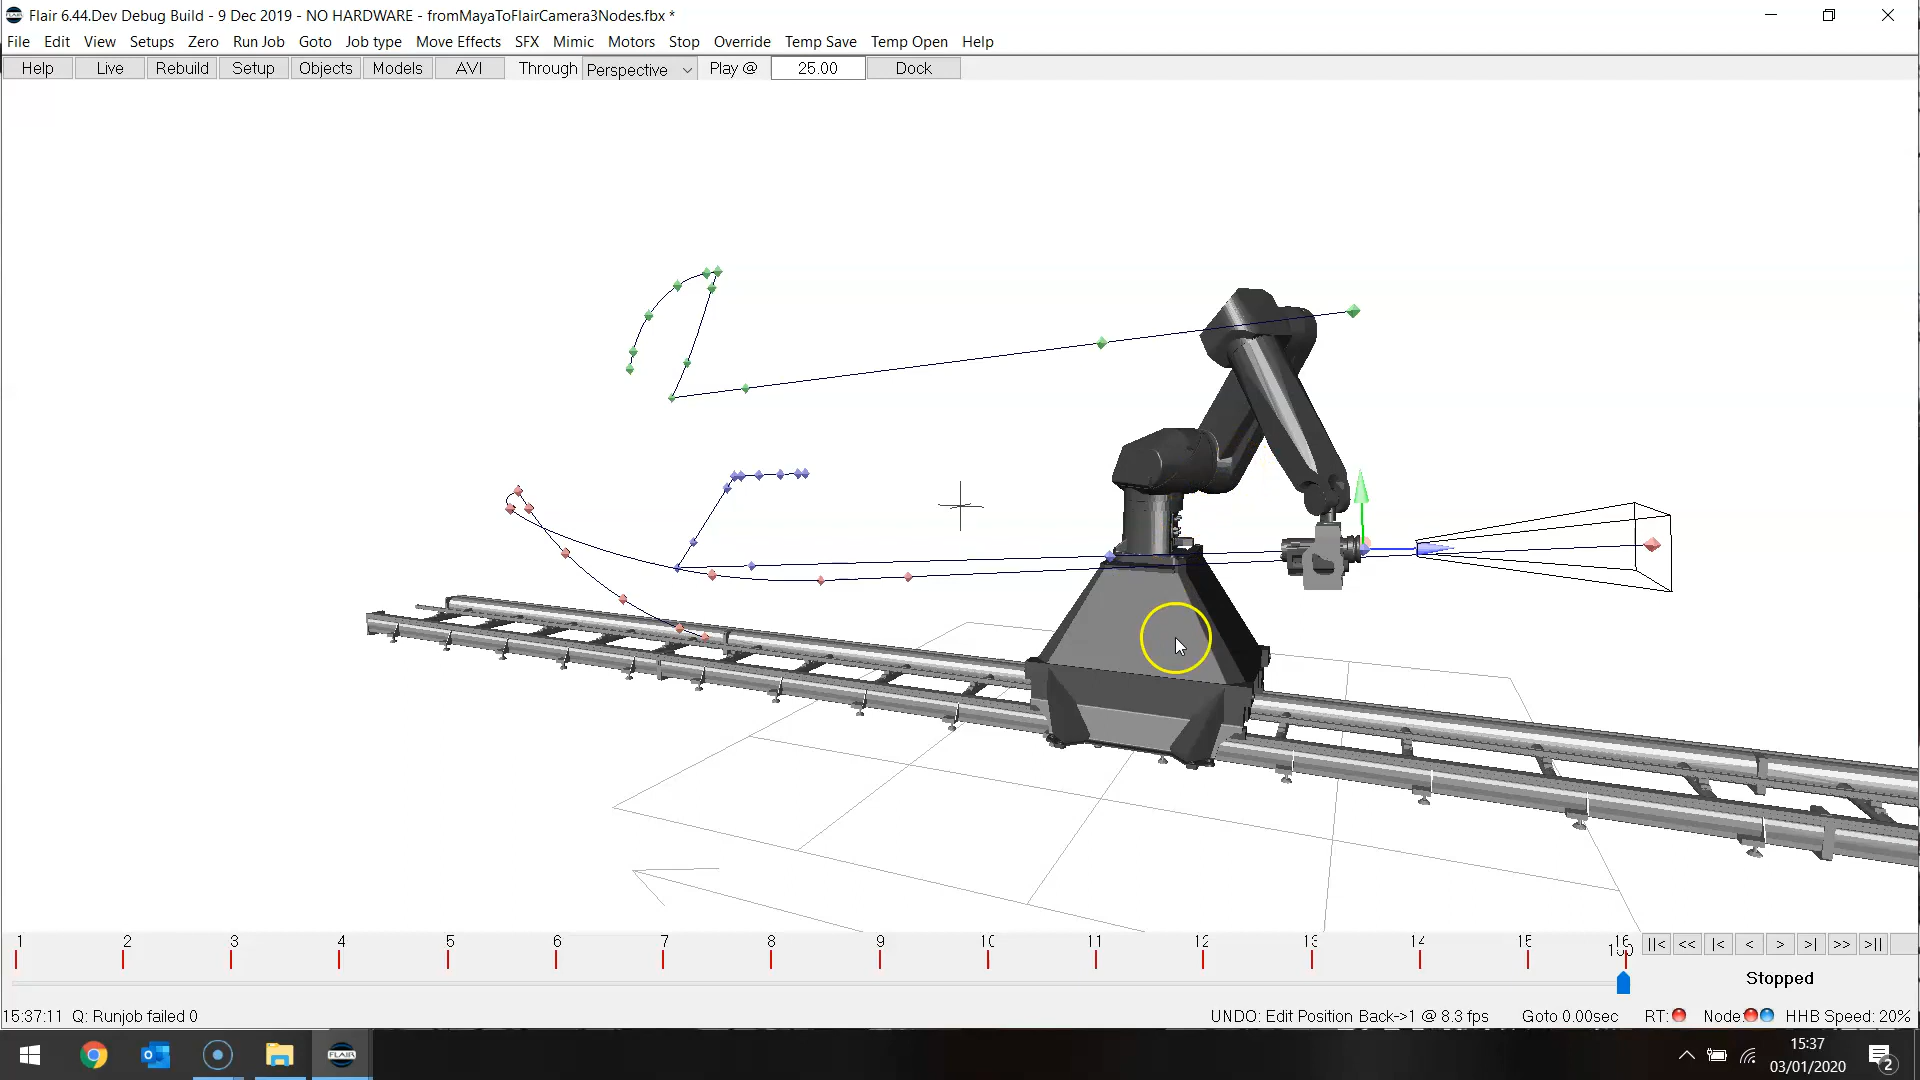 Flair 6.44.Dev Debug Build - 9 Dec 2019 - NO HARDWARE - fromMayaToFlairCamera3Nodes.fbx *
File Edit View Setups Zero Run Job Goto Job type Move Effects SFX Mimic Motors Stop Override Temp Save Temp Open Help
Help Live Rebuild Setup Objects Models AVI Through Perspective Play @ 25.00 Dock
1 2 3 4 5 6 7 8 9 10 11 12 13 14 15 16 ||< << |< < > >| >> >||
Stopped
15:37:11 Q: Runjob failed 0 UNDO: Edit Position Back->1 @ 8.3 fps Goto 0.00sec RT: Node: HHB Speed: 20%
FLAIR 15:37
03/01/2020 2